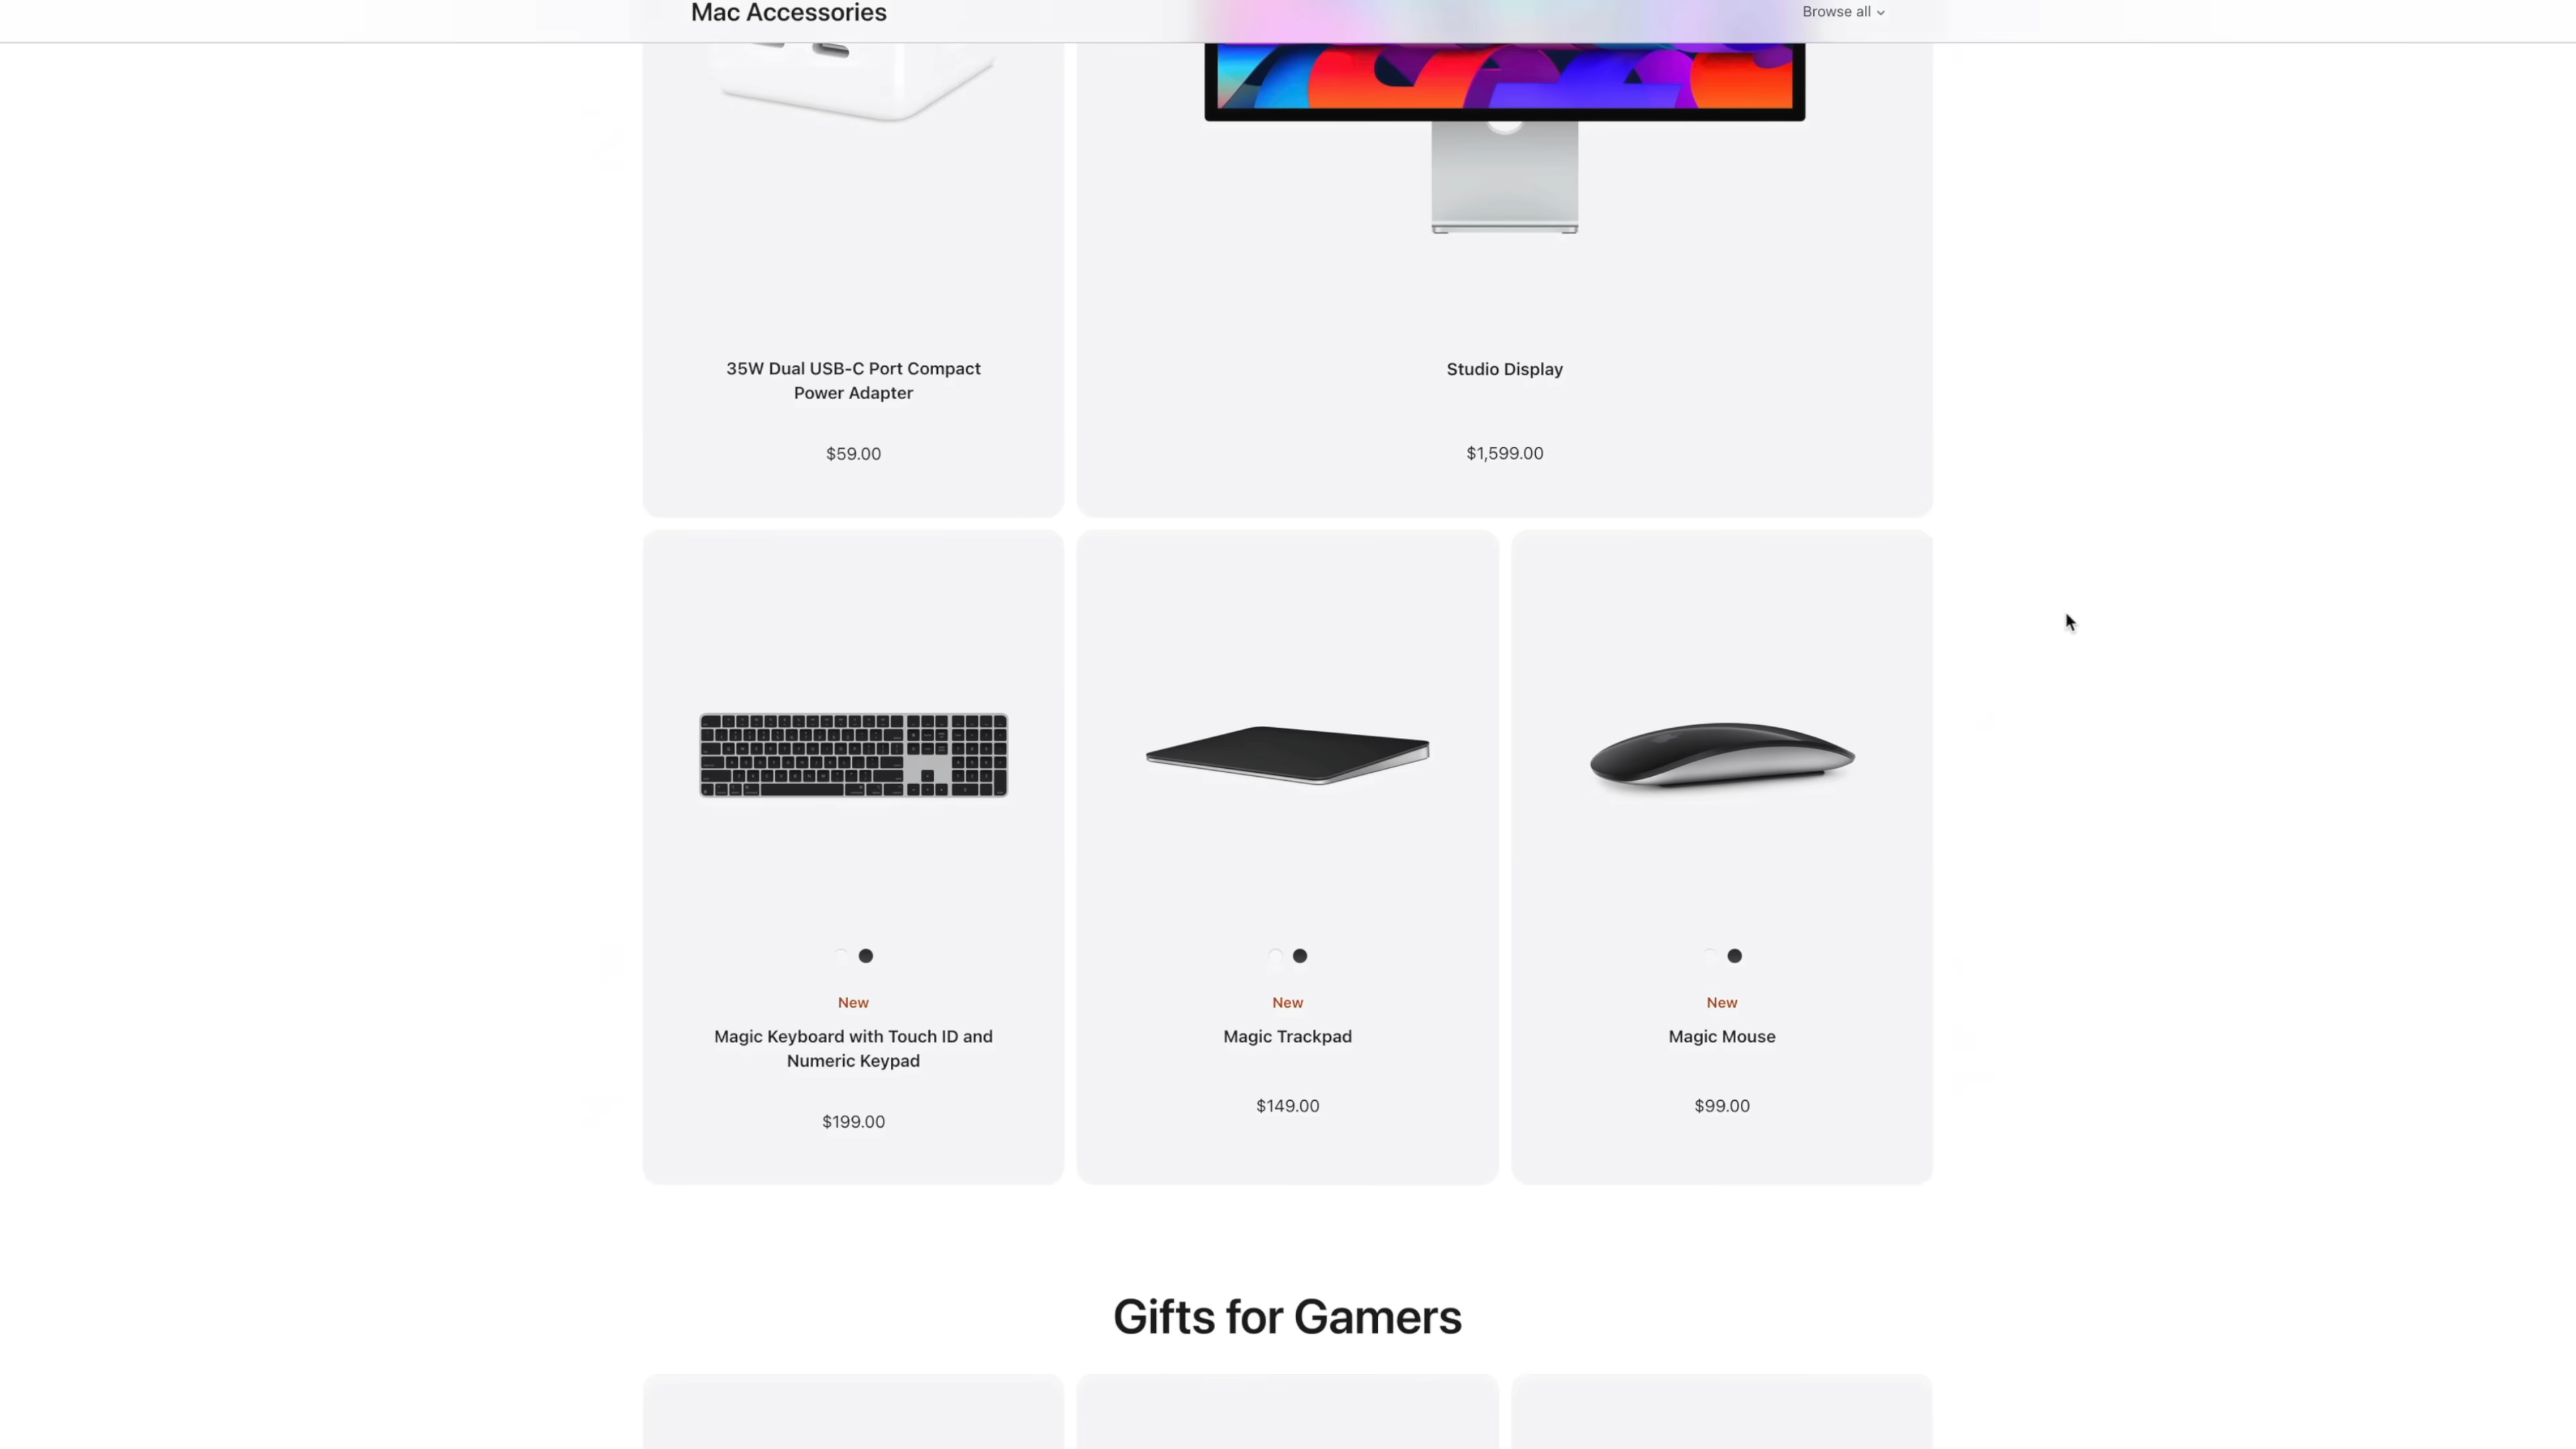 Mac Accessories
Browse all
35W Dual USB-C Port Compact
Power Adapter
$59.00
Studio Display
$1,599.00
New
Magic Keyboard with Touch ID and
Numeric Keypad
$199.00
New
Magic Trackpad
$149.00
New
Magic Mouse
$99.00
Gifts for Gamers